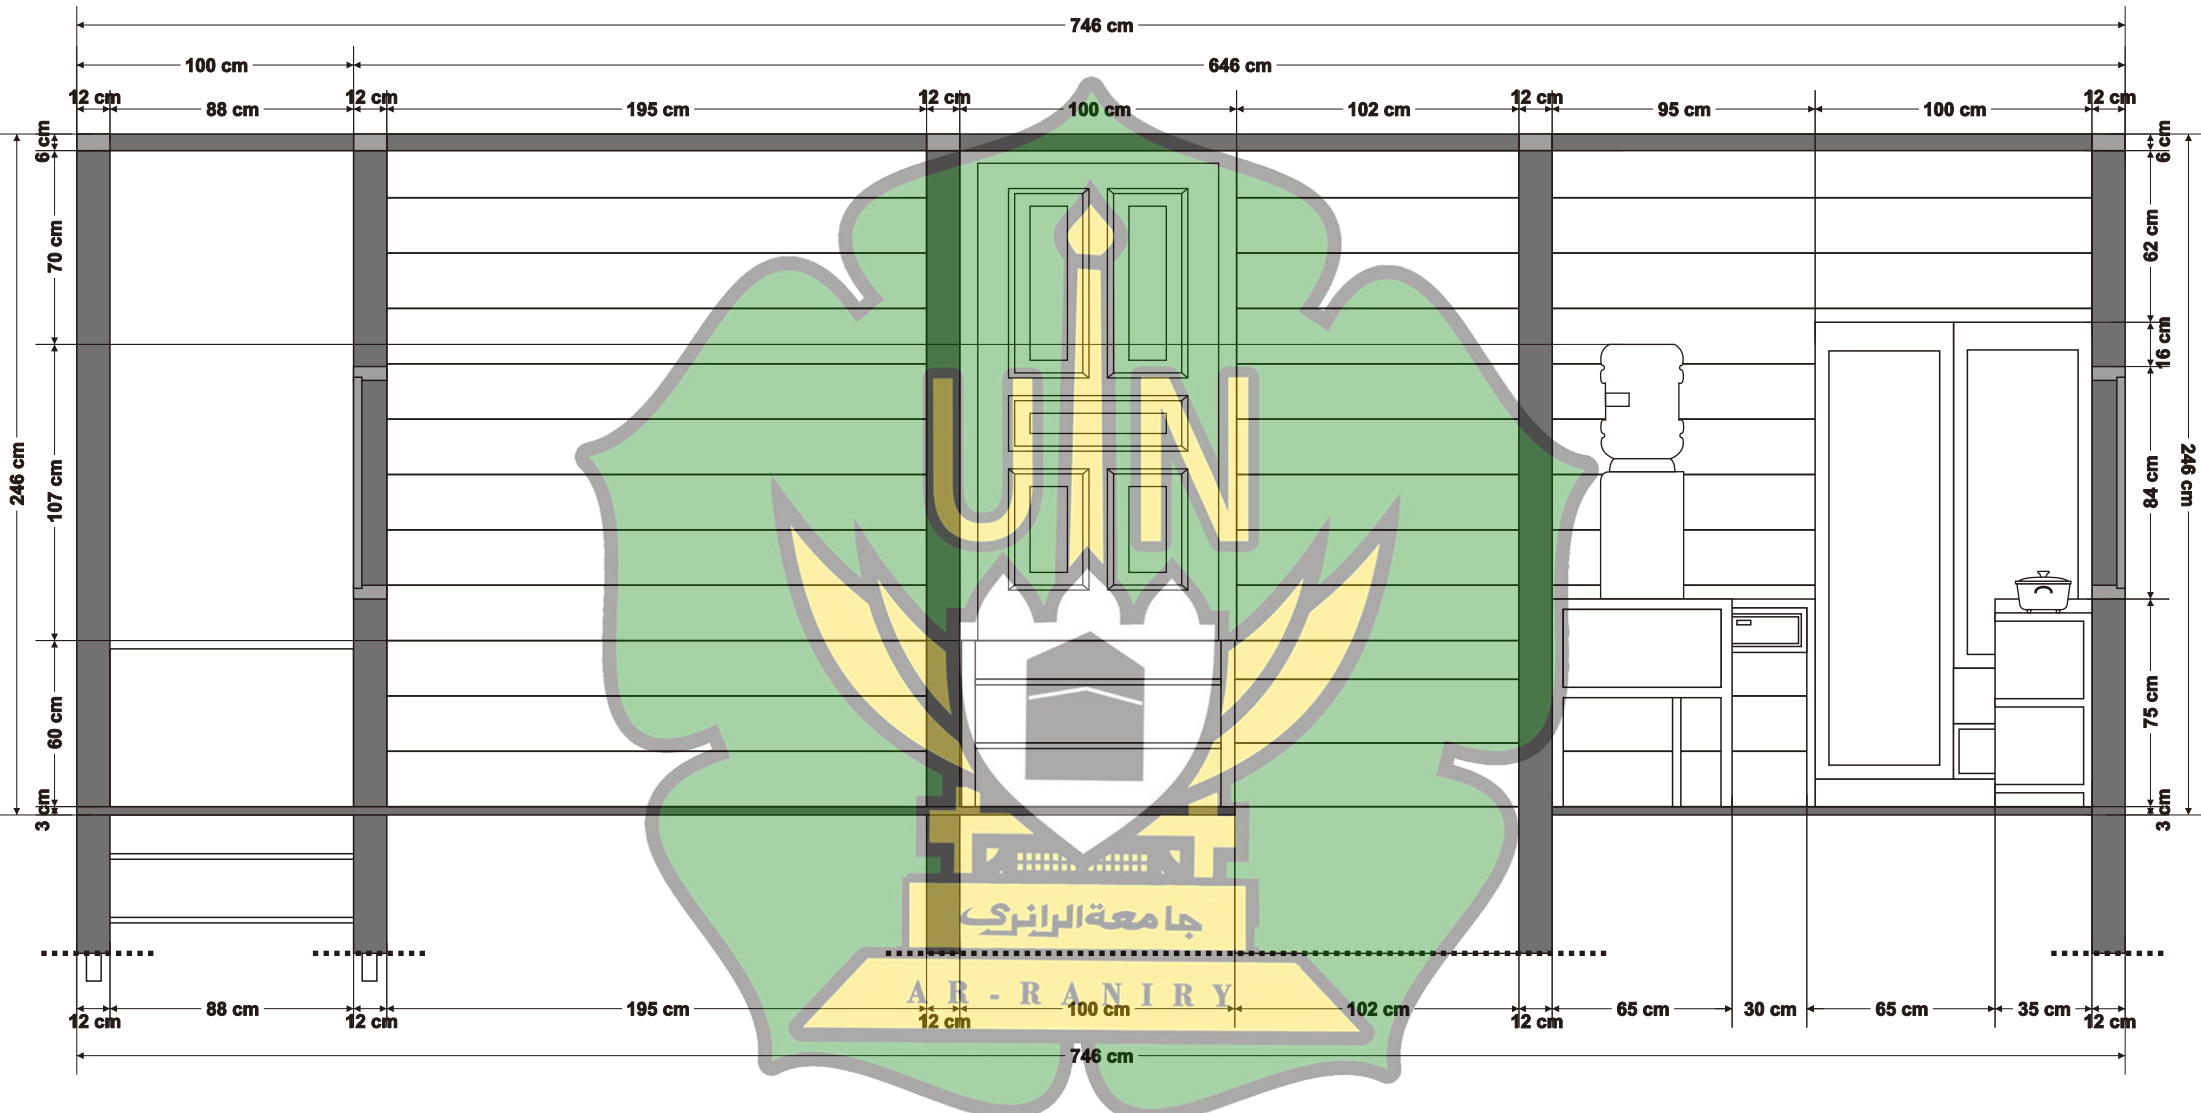 746 cm
100 cm
646 cm
12 cm
88 cm
12 cm
195 cm
12 cm
100 cm
102 cm
12 cm
95 cm
100 cm
12 cm
6 cm
70 cm
107 cm
246 cm
60 cm
3 cm
6 cm
62 cm
16 cm
84 cm
246 cm
75 cm
3 cm
UIN
جامعة الرانري
AR-RANIRY
12 cm
88 cm
12 cm
195 cm
12 cm
100 cm
102 cm
12 cm
65 cm
30 cm
65 cm
35 cm
12 cm
746 cm